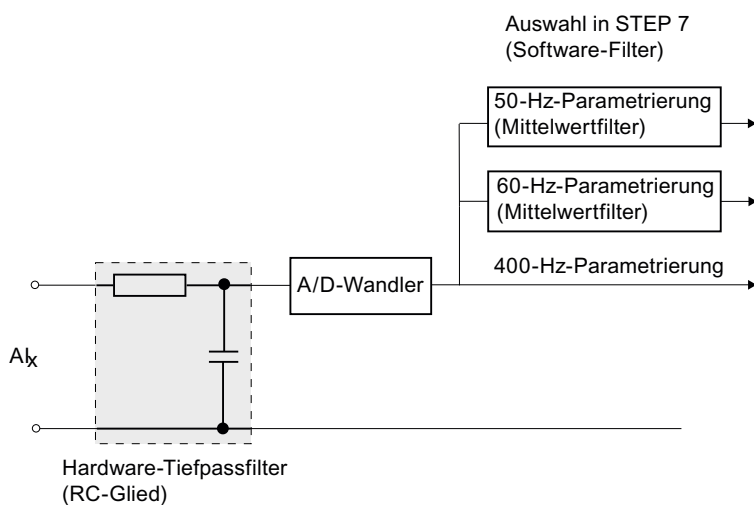 Auswahl in STEP 7
(Software-Filter)
50-Hz-Parametrierung
(Mittelwertfilter)
60-Hz-Parametrierung
(Mittelwertfilter)
400-Hz-Parametrierung
A/D-Wandler
AIx
Hardware-Tiefpassfilter
(RC-Glied)